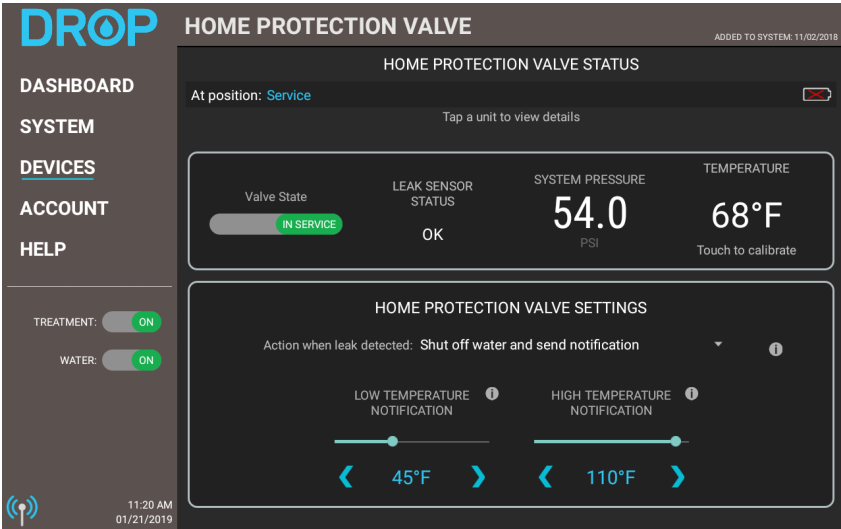 DROP
HOME PROTECTION VALVE
ADDED TO SYSTEM: 11/02/2018
DASHBOARD
SYSTEM
DEVICES
ACCOUNT
HELP
TREATMENT: ON
WATER: ON
11:20 AM
01/21/2019
HOME PROTECTION VALVE STATUS
At position: Service
Tap a unit to view details
Valve State
IN SERVICE
LEAK SENSOR
STATUS
OK
SYSTEM PRESSURE
54.0
PSI
TEMPERATURE
68°F
Touch to calibrate
HOME PROTECTION VALVE SETTINGS
Action when leak detected: Shut off water and send notification
LOW TEMPERATURE
NOTIFICATION
45°F
HIGH TEMPERATURE
NOTIFICATION
110°F